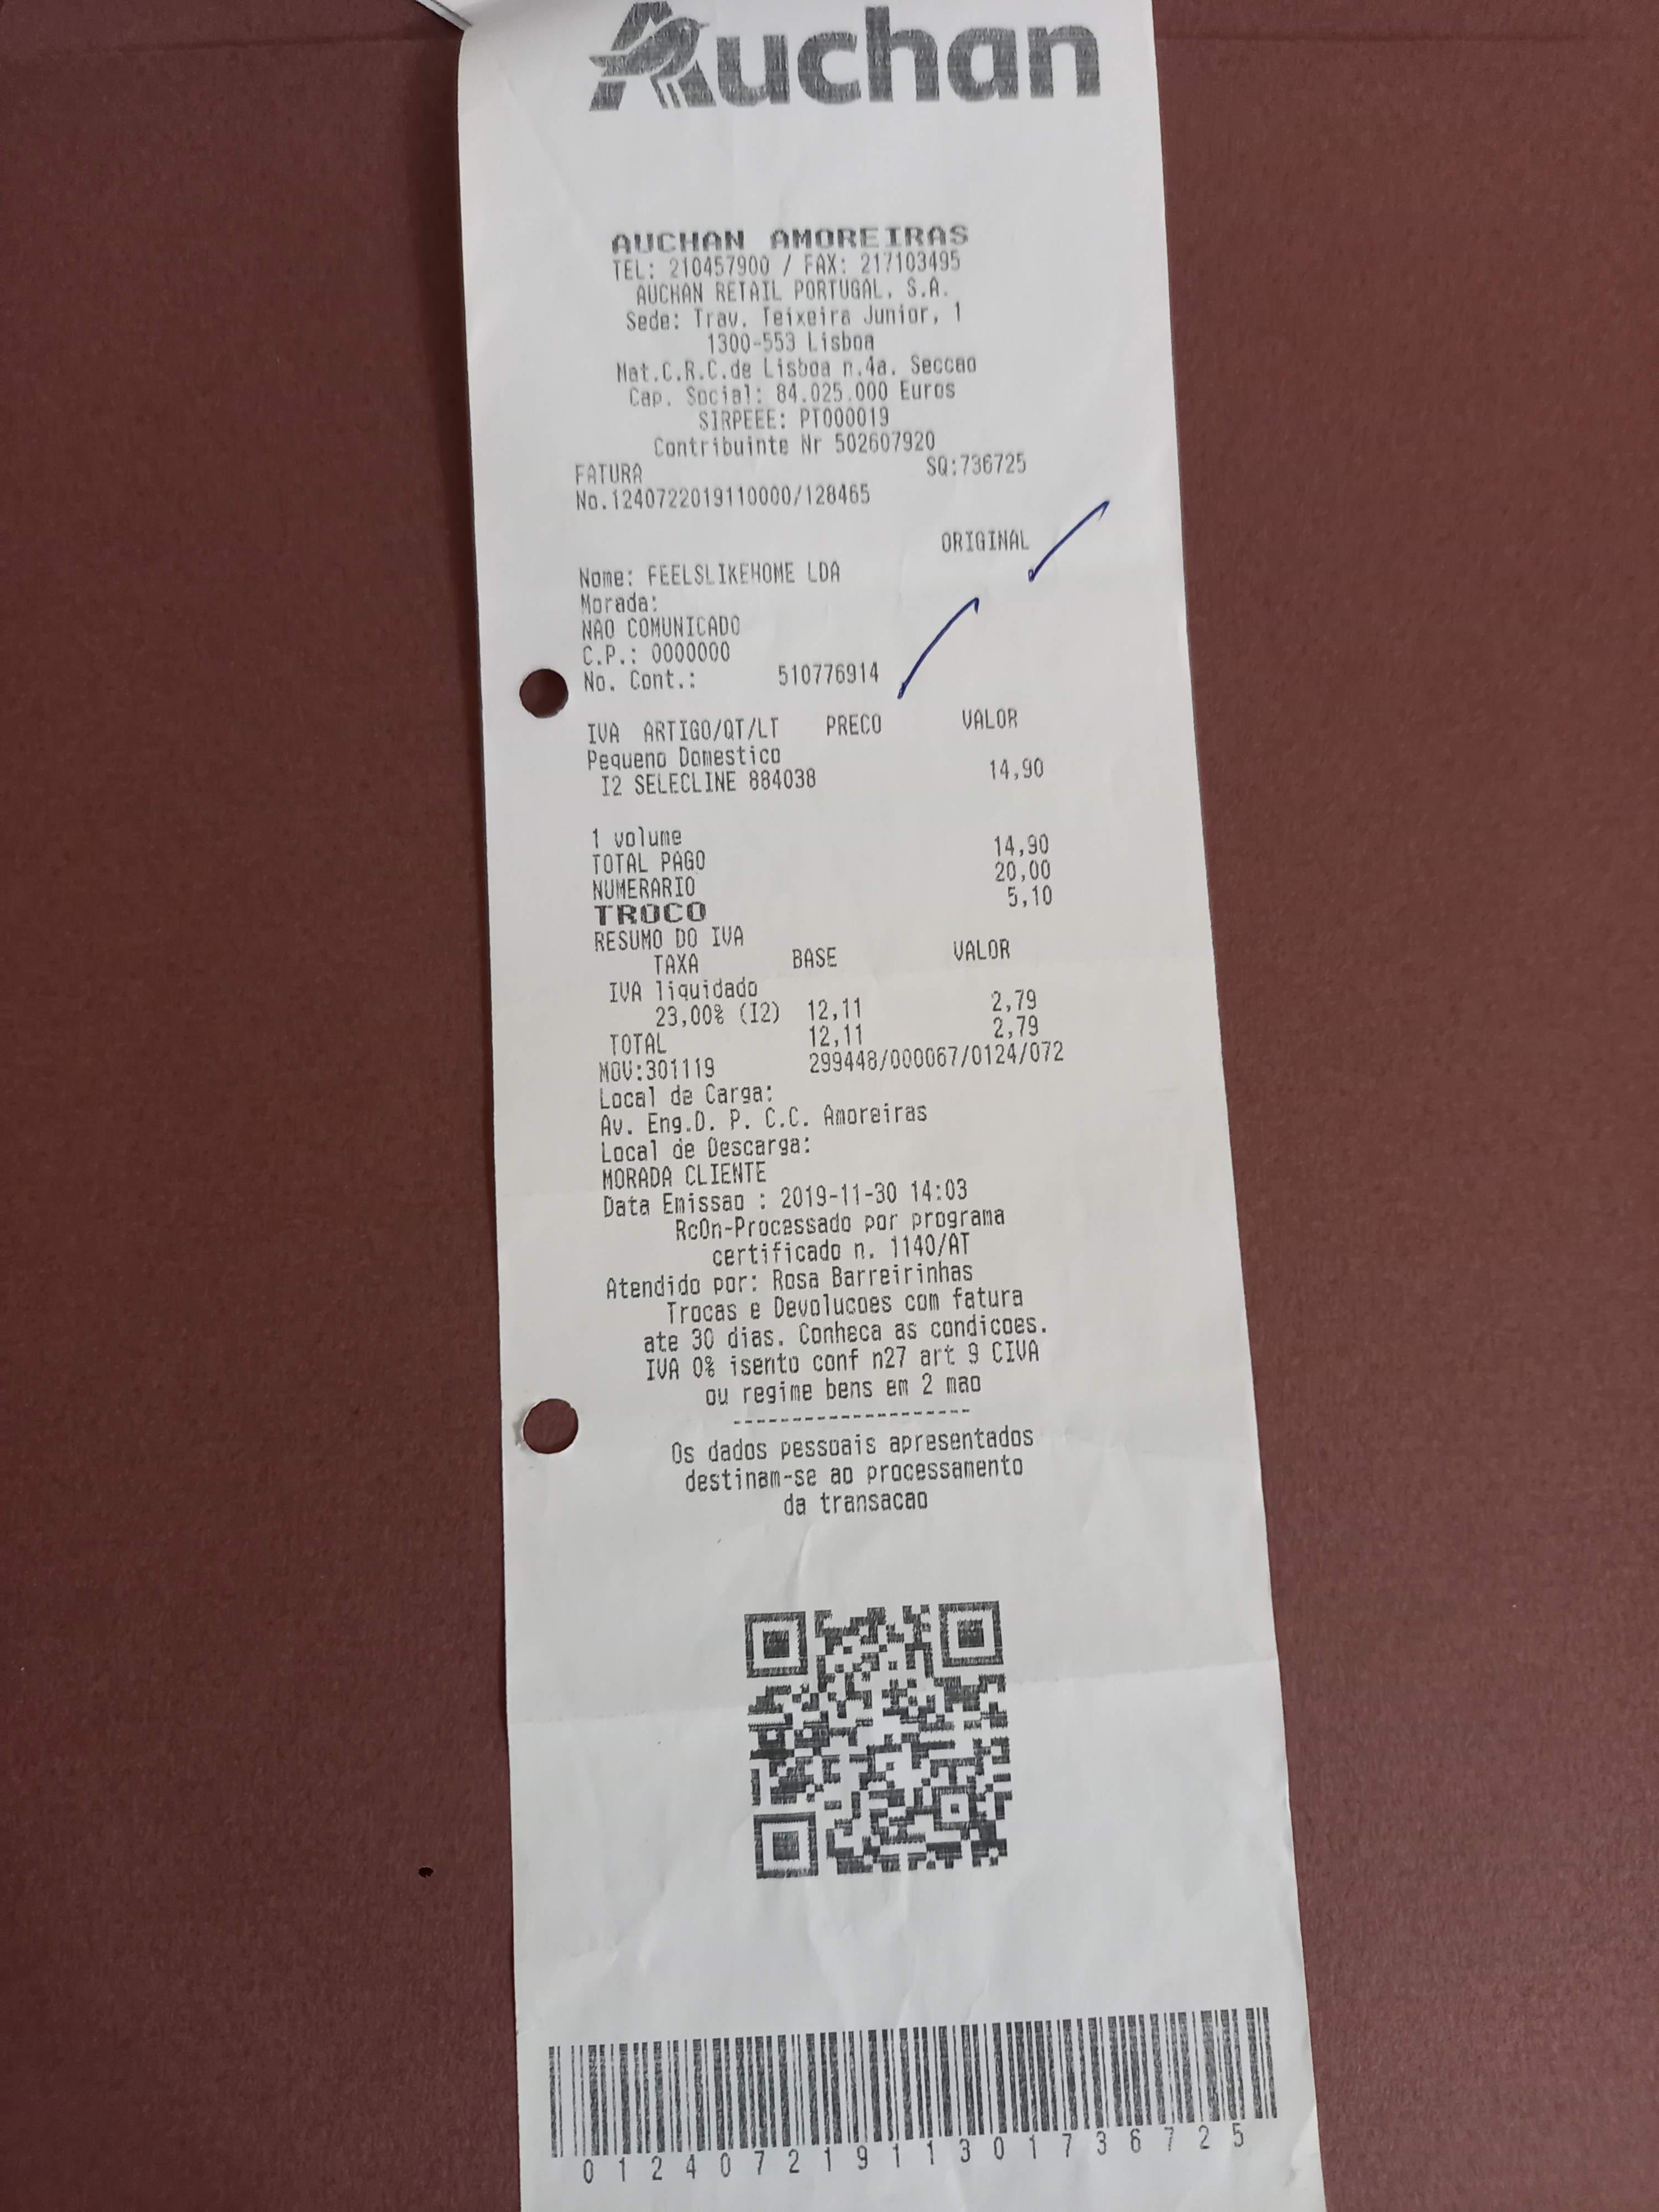 Auchan
AUCHAN AMOREIRAS
TEL: 210457900 / FAX: 217103495
AUCHAN RETAIL PORTUGAL, S.A.
Sede: Trav. Teixeira Junior, 1
1300-553 Lisboa
Mat.C.R.C.de Lisboa n.4a. Seccao
Cap. Social: 84.025.000 Euros
SIRPEEE: PT000019
Contribuinte Nr 502607920
FATURA SQ:736725
No.1240722019110000/128465
ORIGINAL
Nome: FEELSLIKEHOME LDA
Morada:
NAO COMUNICADO
C.P.: 0000000
No. Cont.: 510776914
IVA ARTIGO/QT/LT PRECO VALOR
Pequeno Domestico
I2 SELECLINE 884038 14,90
1 volume
TOTAL PAGO 14,90
NUMERARIO 20,00
TROCO 5,10
RESUMO DO IVA
TAXA BASE VALOR
IVA liquidado
23,00% (I2) 12,11 2,79
TOTAL 12,11 2,79
MOV:301119 299448/000067/0124/072
Local de Carga:
Av. Eng.D. P. C.C. Amoreiras
Local de Descarga:
MORADA CLIENTE
Data Emissao : 2019-11-30 14:03
RcOn-Processado por programa
certificado n. 1140/AT
Atendido por: Rosa Barreirinhas
Trocas e Devolucoes com fatura
ate 30 dias. Conheca as condicoes.
IVA 0% isento conf n27 art 9 CIVA
ou regime bens em 2 mao
--------------------
Os dados pessoais apresentados
destinam-se ao processamento
da transacao
01240721911301736725